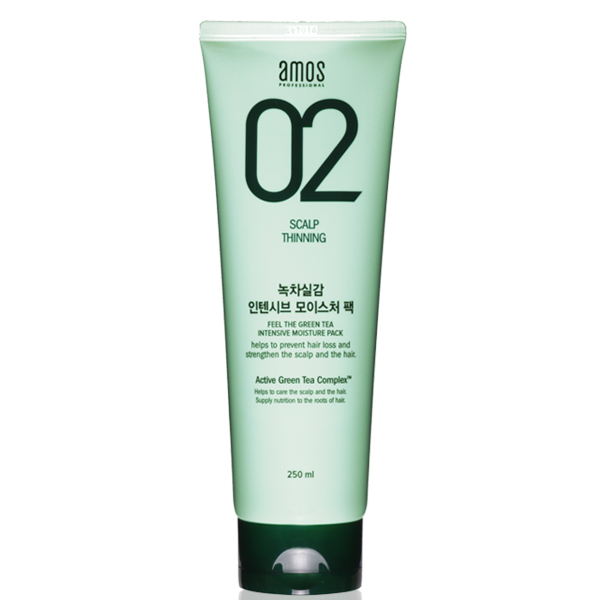 amos
PROFESSIONAL
02
SCALP
THINNING
녹차실감
인텐시브 모이스처 팩
FEEL THE GREEN TEA
INTENSIVE MOISTURE PACK
helps to prevent hair loss and
strengthen the scalp and the hair.
Active Green Tea Complex™
Helps to care the scalp and the hair.
Supply nutrition to the roots of hair.
250 ml